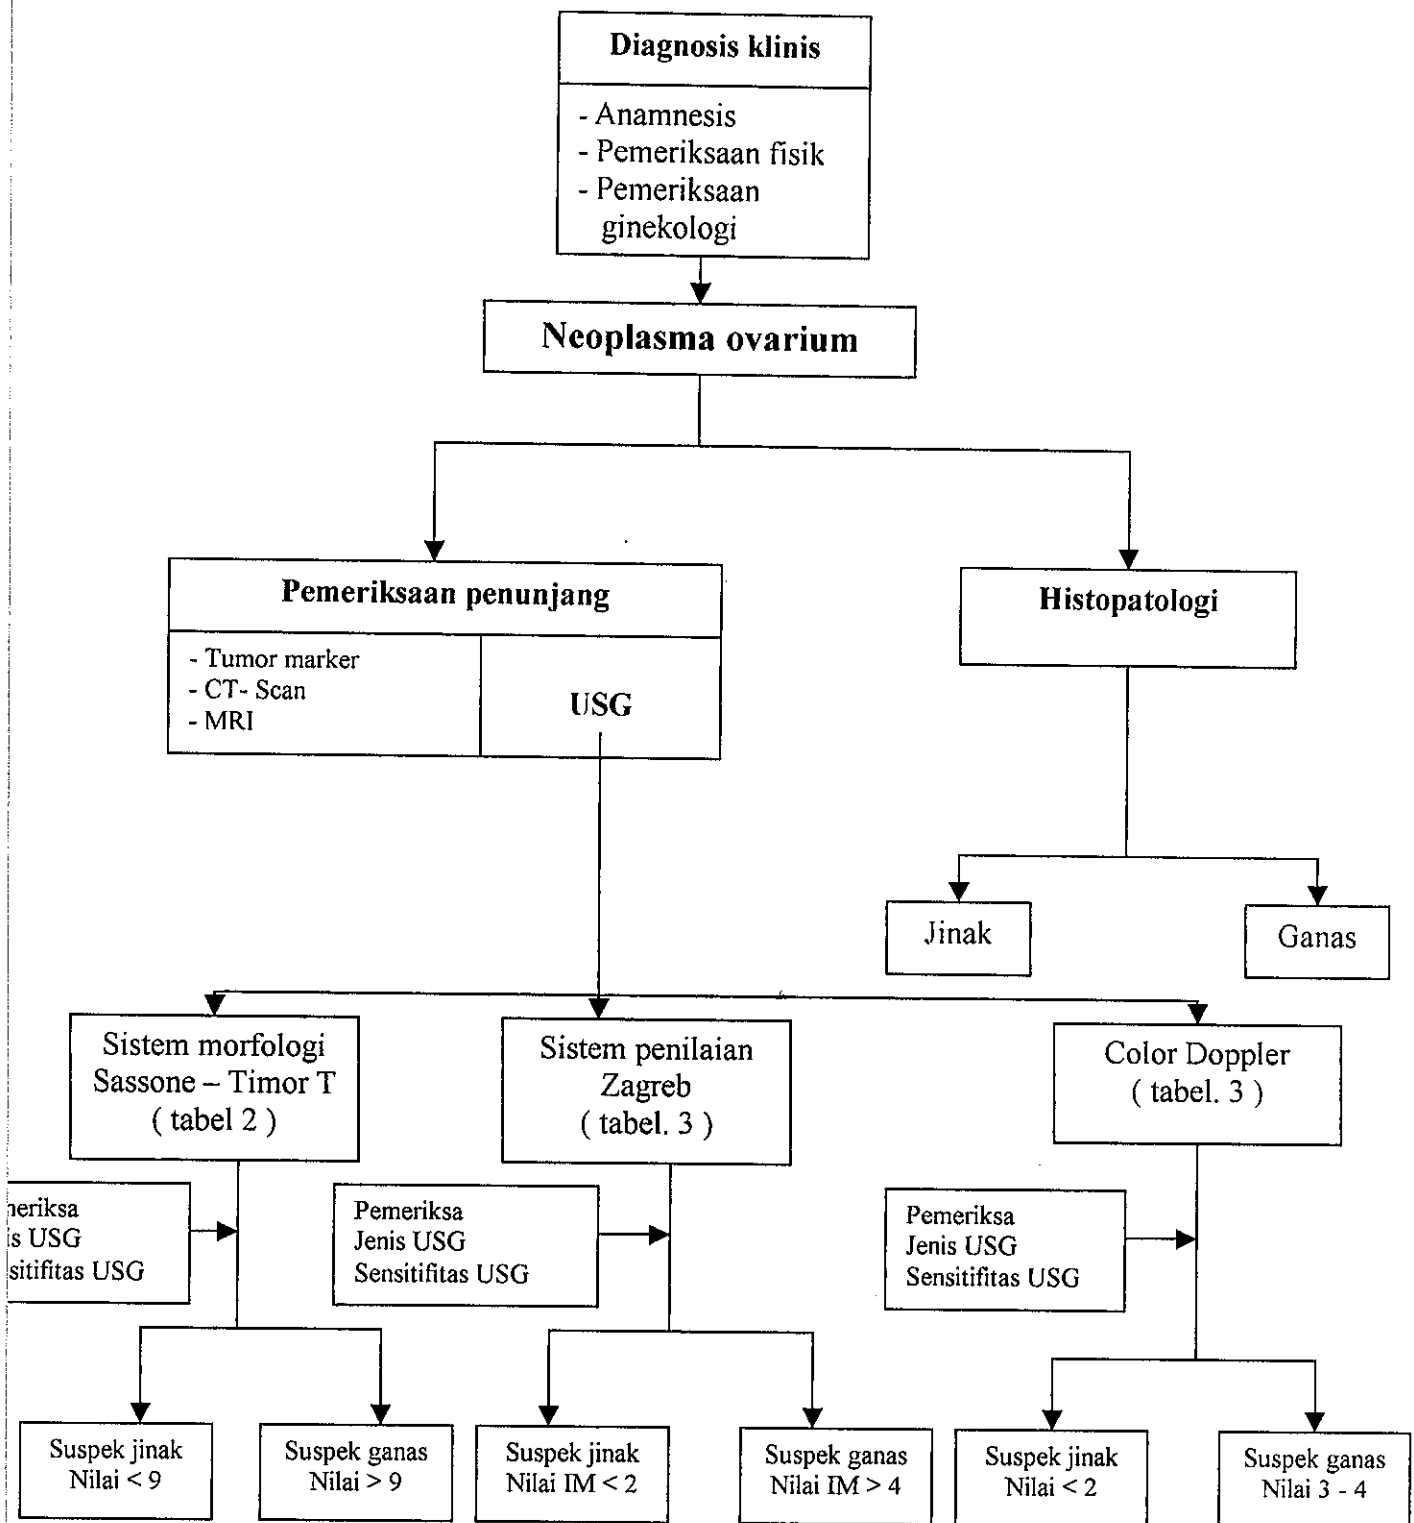 Diagnosis klinis
- Anamnesis
- Pemeriksaan fisik
- Pemeriksaan
ginekologi
Neoplasma ovarium
Pemeriksaan penunjang
- Tumor marker
- CT- Scan
- MRI
USG
Histopatologi
Jinak
Ganas
Sistem morfologi
Sassone – Timor T
( tabel 2 )
Sistem penilaian
Zagreb
( tabel. 3 )
Color Doppler
( tabel. 3 )
USG
USG
Pemeriksa
Jenis USG
Sensitifitas USG
Pemeriksa
Jenis USG
Sensitifitas USG
Suspek jinak
Nilai < 9
Suspek ganas
Nilai > 9
Suspek jinak
Nilai IM < 2
Suspek ganas
Nilai IM > 4
Suspek jinak
Nilai < 2
Suspek ganas
Nilai 3 - 4